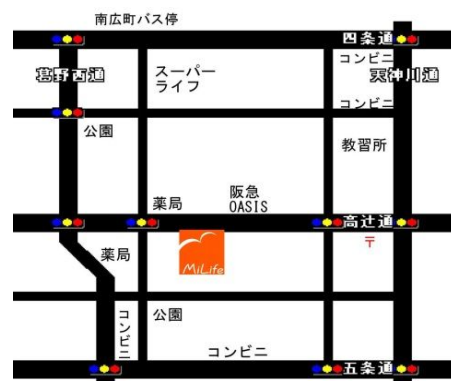 南広町バス停
四条通
葛野西通
スーパー
ライフ
コンビニ
天神川通
コンビニ
公園
教習所
薬局
阪急
OASIS
高辻通
〒
薬局
MiLife
コンビニ
公園
コンビニ
五条通